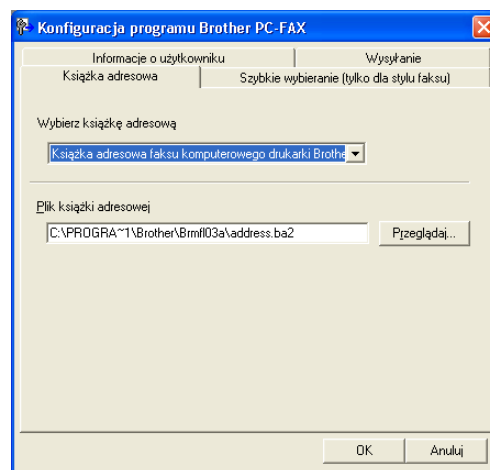 Konfiguracja programu Brother PC-FAX
Informacje o użytkowniku Wysyłanie
Książka adresowa Szybkie wybieranie (tylko dla stylu faksu)
Wybierz książkę adresową
Książka adresowa faksu komputerowego drukarki Brothe
Plik książki adresowej
C:\PROGRA~1\Brother\Brmfl03a\address.ba2 Przeglądaj...
OK Anuluj